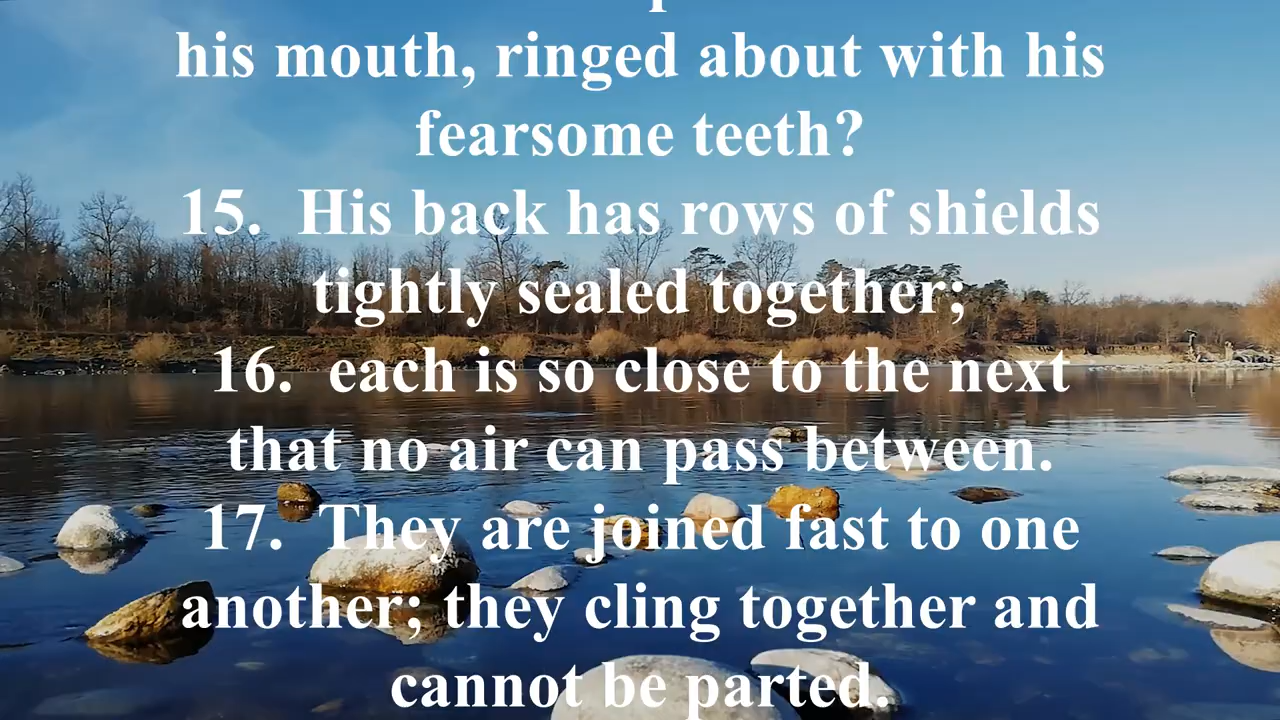 his mouth, ringed about with his
fearsome teeth?
15. His back has rows of shields
tightly sealed together;
16. each is so close to the next
that no air can pass between.
17. They are joined fast to one
another; they cling together and
cannot be parted.